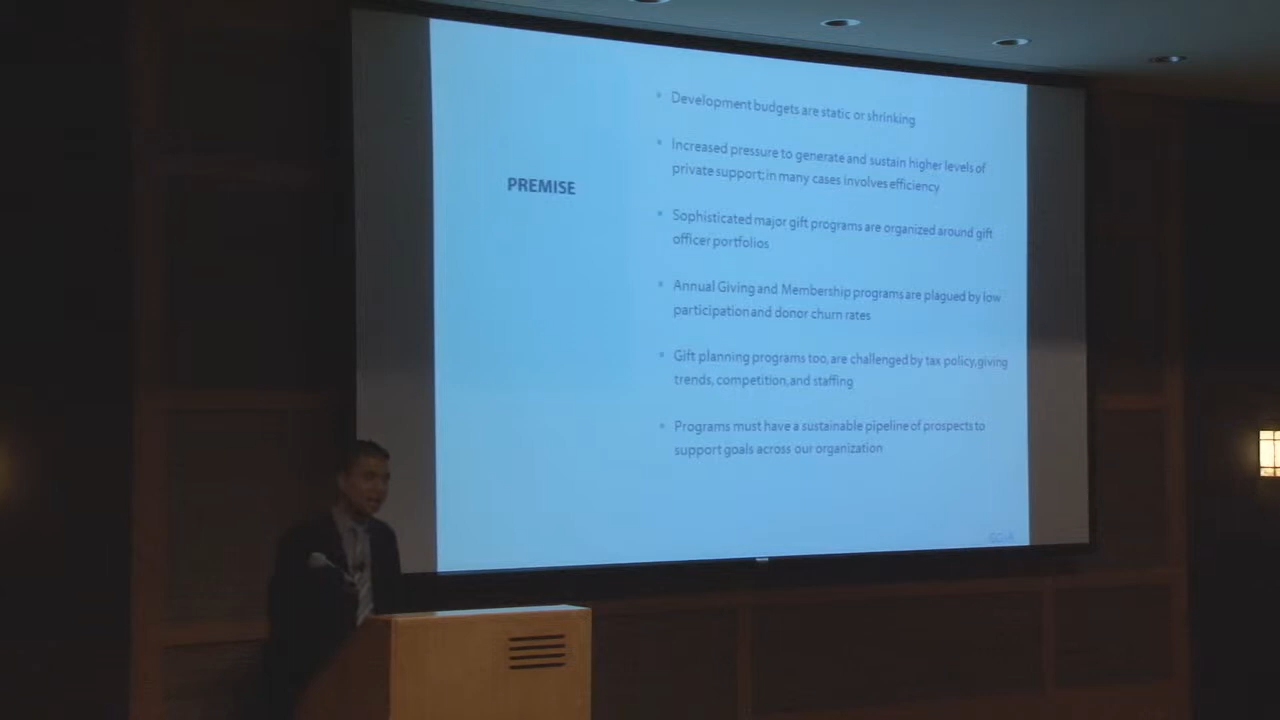 PREMISE
Development budgets are static or shrinking
Increased pressure to generate and sustain higher levels of
private support; in many cases involves efficiency
Sophisticated major gift programs are organized around gift
officer portfolios
Annual Giving and Membership programs are plagued by low
participation and donor churn rates
Gift planning programs too, are challenged by tax policy, giving
trends, competition, and staffing
Programs must have a sustainable pipeline of prospects to
support goals across our organization